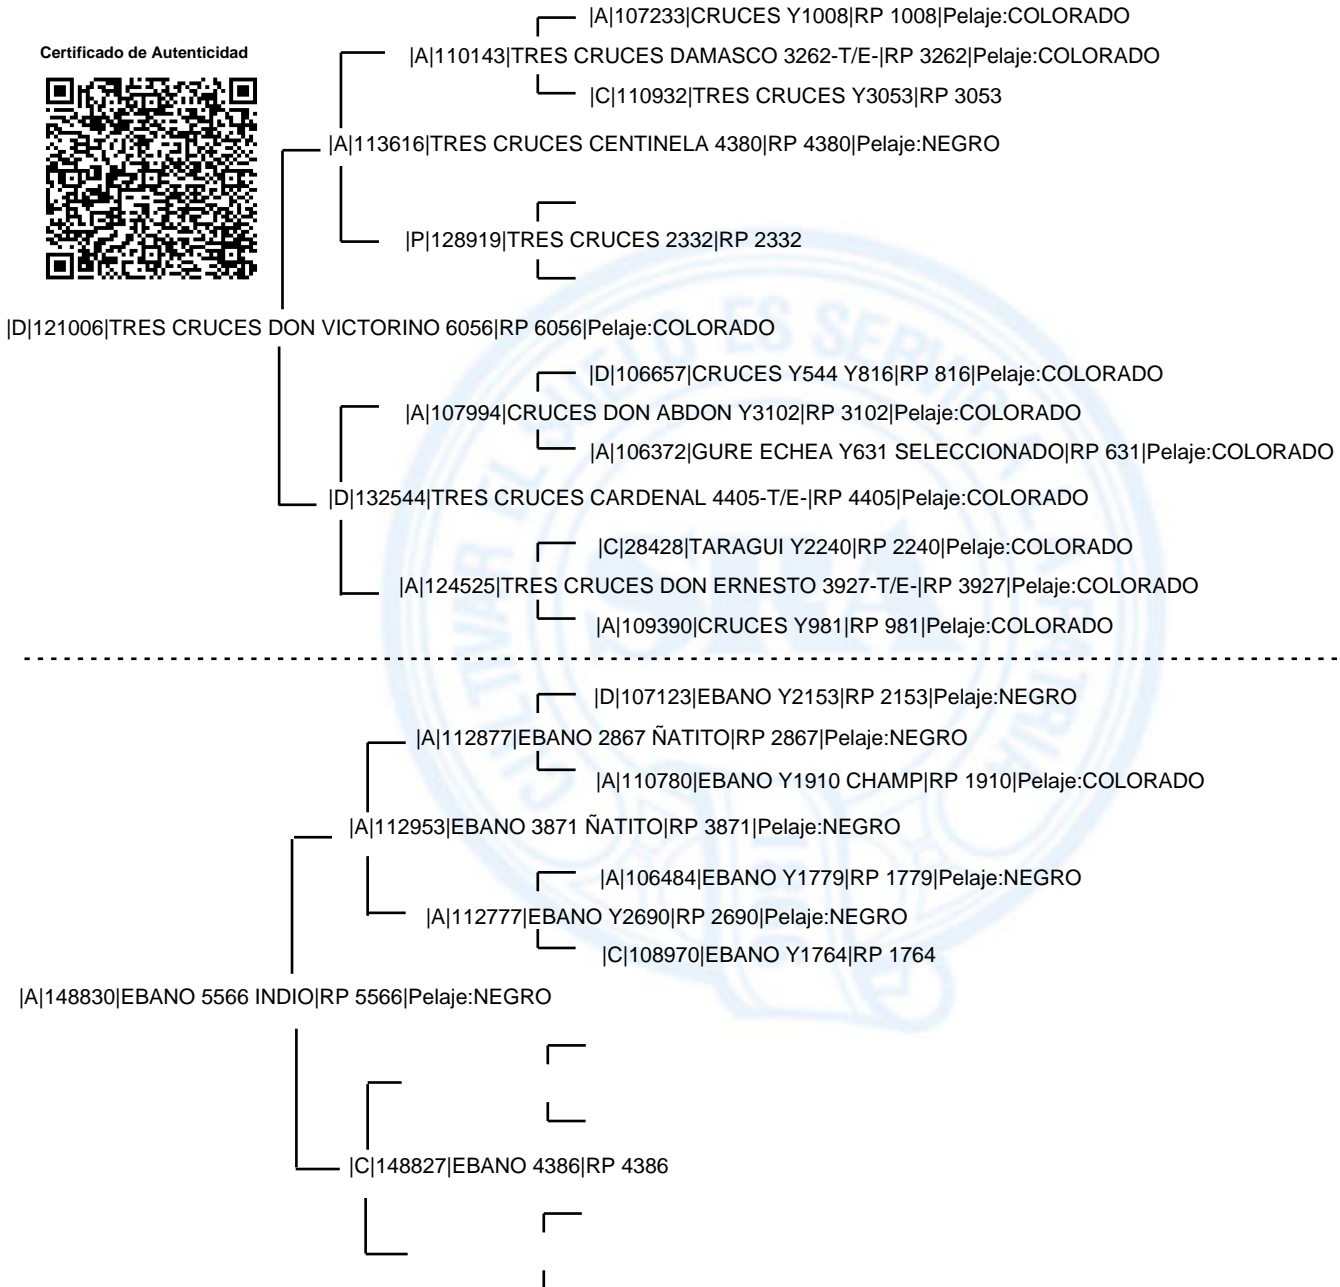 |A|107233|CRUCES Y1008|RP 1008|Pelaje:COLORADO
Certificado de Autenticidad
|A|110143|TRES CRUCES DAMASCO 3262-T/E-|RP 3262|Pelaje:COLORADO
|C|110932|TRES CRUCES Y3053|RP 3053
|A|113616|TRES CRUCES CENTINELA 4380|RP 4380|Pelaje:NEGRO
|P|128919|TRES CRUCES 2332|RP 2332
|D|121006|TRES CRUCES DON VICTORINO 6056|RP 6056|Pelaje:COLORADO
|D|106657|CRUCES Y544 Y816|RP 816|Pelaje:COLORADO
|A|107994|CRUCES DON ABDON Y3102|RP 3102|Pelaje:COLORADO
|A|106372|GURE ECHEA Y631 SELECCIONADO|RP 631|Pelaje:COLORADO
|D|132544|TRES CRUCES CARDENAL 4405-T/E-|RP 4405|Pelaje:COLORADO
|C|28428|TARAGUI Y2240|RP 2240|Pelaje:COLORADO
|A|124525|TRES CRUCES DON ERNESTO 3927-T/E-|RP 3927|Pelaje:COLORADO
|A|109390|CRUCES Y981|RP 981|Pelaje:COLORADO
|D|107123|EBANO Y2153|RP 2153|Pelaje:NEGRO
|A|112877|EBANO 2867 ÑATITO|RP 2867|Pelaje:NEGRO
|A|110780|EBANO Y1910 CHAMP|RP 1910|Pelaje:COLORADO
|A|112953|EBANO 3871 ÑATITO|RP 3871|Pelaje:NEGRO
|A|106484|EBANO Y1779|RP 1779|Pelaje:NEGRO
|A|112777|EBANO Y2690|RP 2690|Pelaje:NEGRO
|C|108970|EBANO Y1764|RP 1764
|A|148830|EBANO 5566 INDIO|RP 5566|Pelaje:NEGRO
|C|148827|EBANO 4386|RP 4386
CULTIVAR EL SUELO ES SERVIR A LA PATRIA
SRA
1866